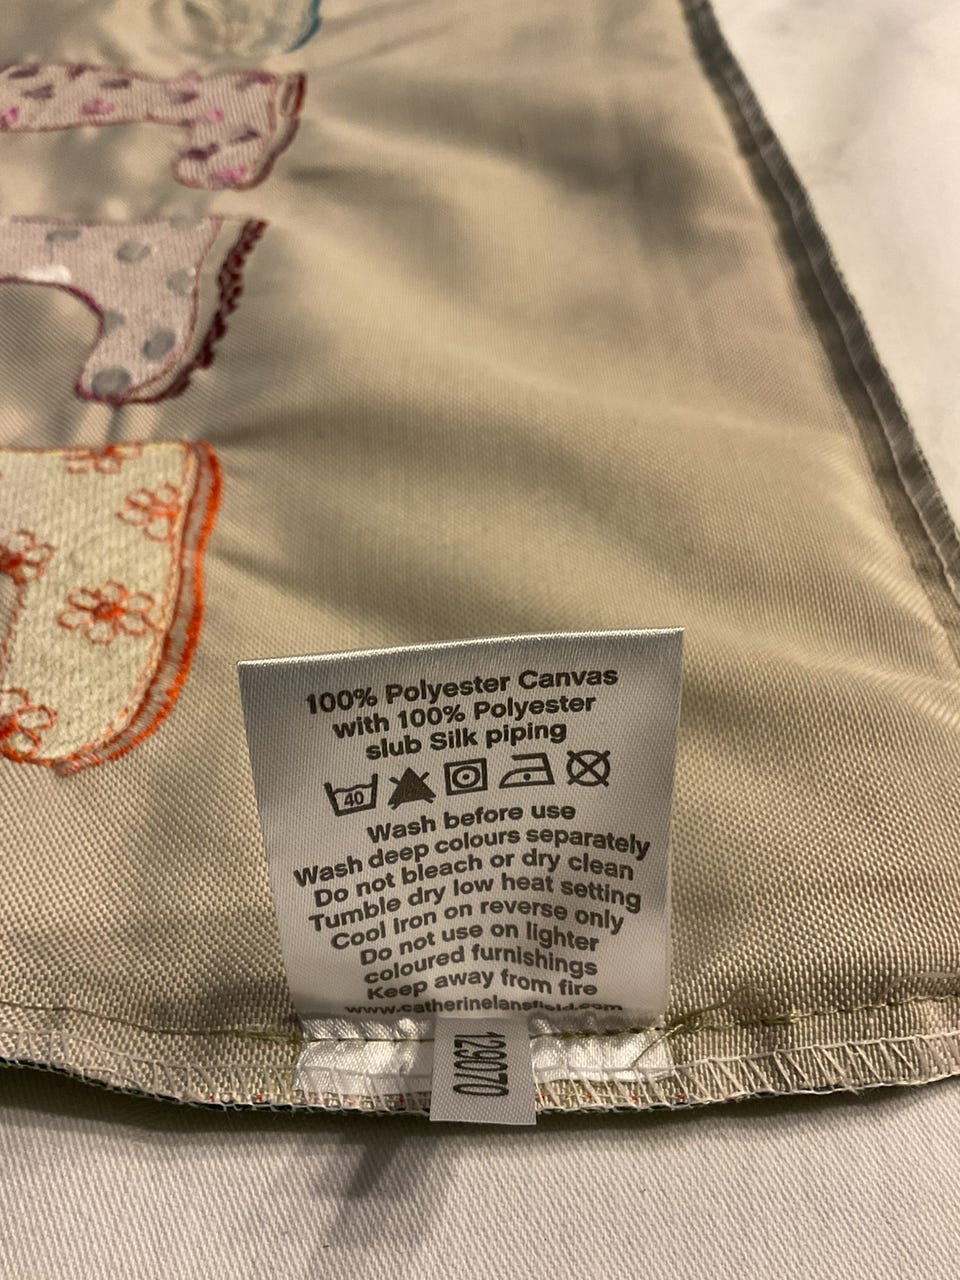 100% Polyester Canvas
with 100% Polyester
slub Silk piping
40
Wash before use
Wash deep colours separately
Do not bleach or dry clean
Tumble dry low heat setting
Cool Iron on reverse only
Do not use on lighter
coloured furnishings
Keep away from fire
www.catherinelansfield.com
129070